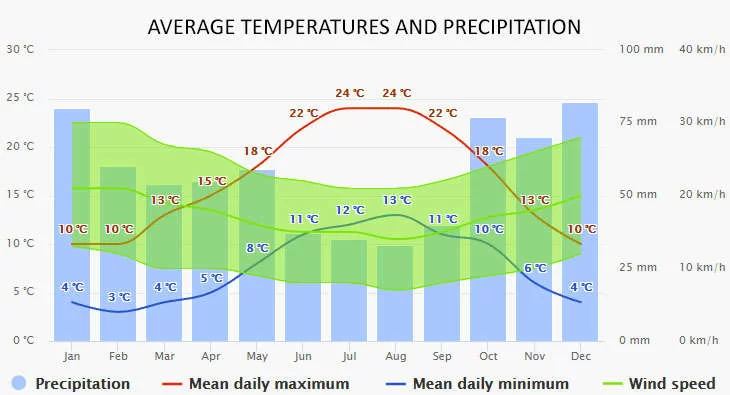 AVERAGE TEMPERATURES AND PRECIPITATION
30 °C 100 mm 40 km/h
25 °C 75 mm 30 km/h
20 °C
15 °C 50 mm 20 km/h
10 °C 25 mm 10 km/h
5 °C
0 °C 0 mm 0 km/h
10 °C 10 °C 13 °C 15 °C 18 °C 22 °C 24 °C 24 °C 22 °C 18 °C 13 °C 10 °C
4 °C 3 °C 4 °C 5 °C 8 °C 11 °C 12 °C 13 °C 11 °C 10 °C 6 °C 4 °C
Jan Feb Mar Apr May Jun Jul Aug Sep Oct Nov Dec
Precipitation Mean daily maximum Mean daily minimum Wind speed